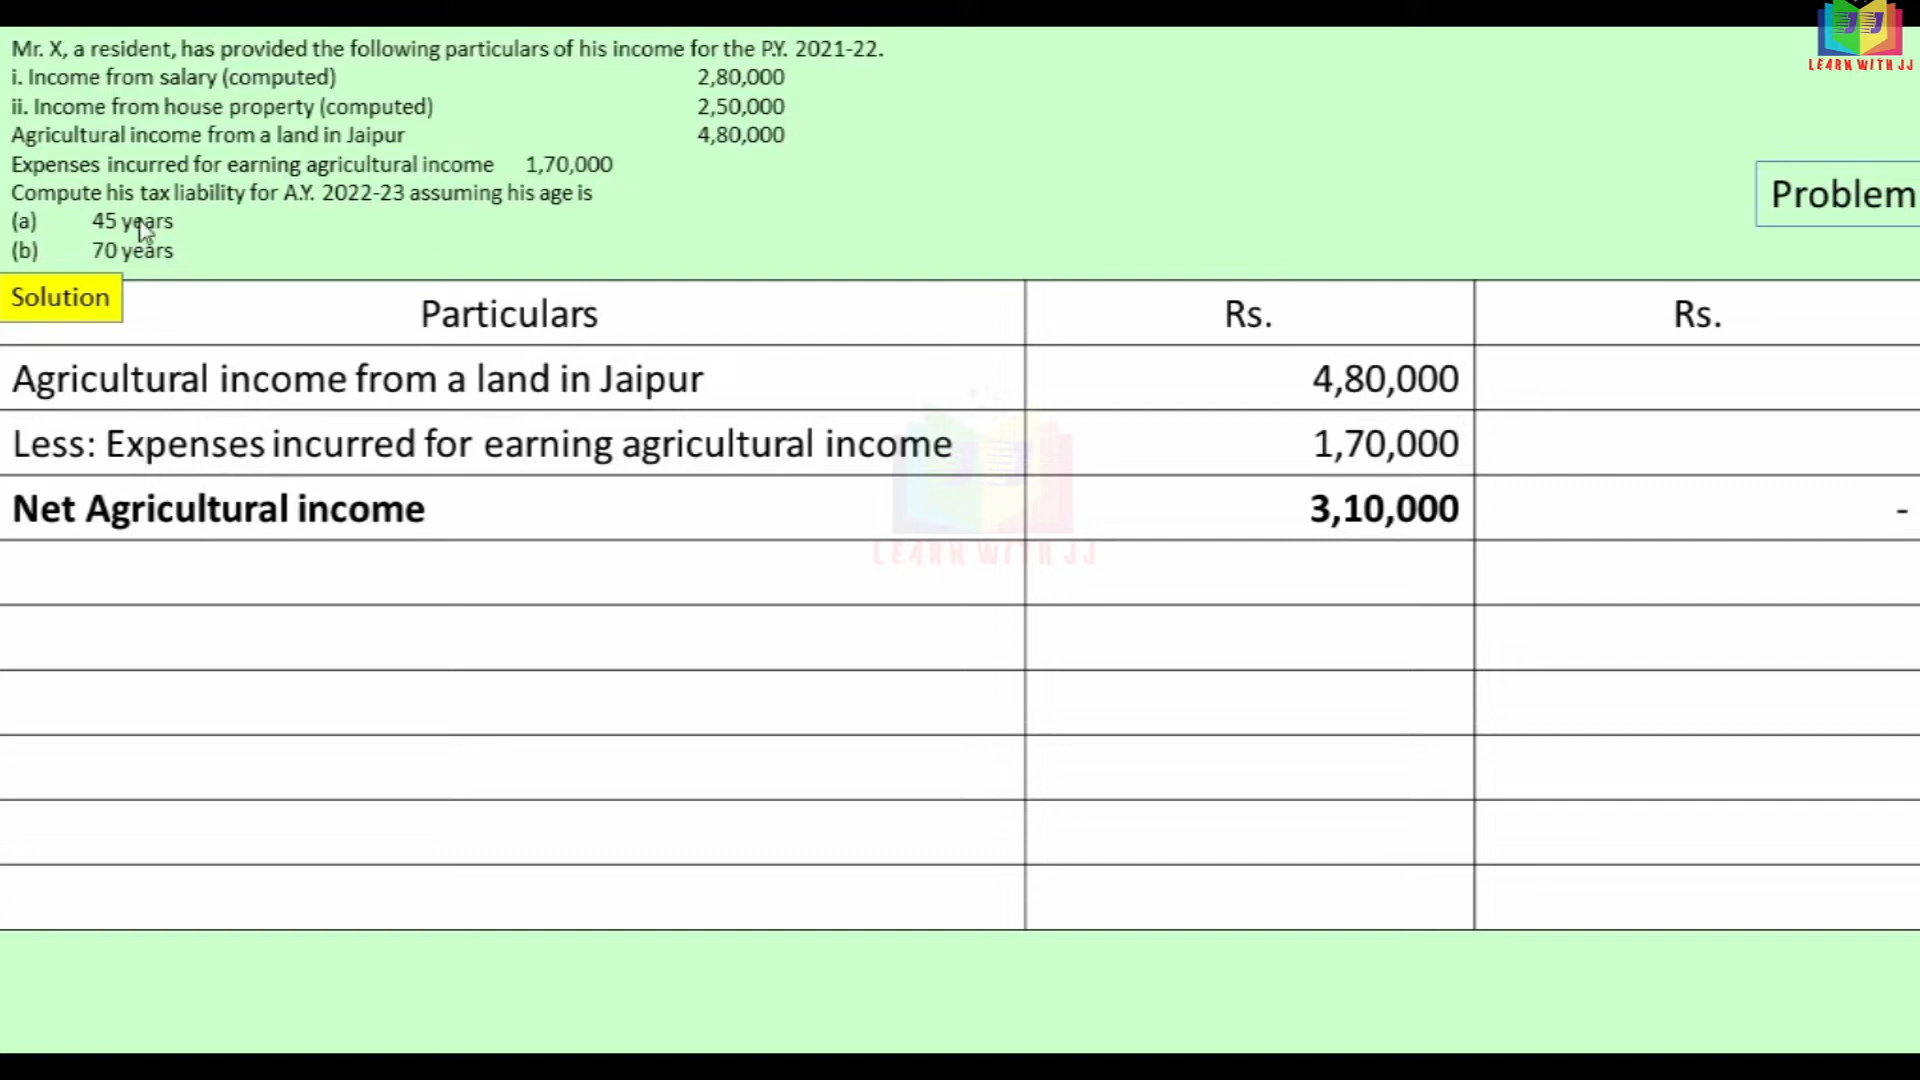 LEARN WITH JJ
Mr. X, a resident, has provided the following particulars of his income for the P.Y. 2021-22.
i. Income from salary (computed) 2,80,000
ii. Income from house property (computed) 2,50,000
Agricultural income from a land in Jaipur 4,80,000
Expenses incurred for earning agricultural income 1,70,000
Compute his tax liability for A.Y. 2022-23 assuming his age is
(a) 45 years
(b) 70 years
Problem
Solution
Particulars Rs. Rs.
Agricultural income from a land in Jaipur 4,80,000
Less: Expenses incurred for earning agricultural income 1,70,000
Net Agricultural income 3,10,000 -
LEARN WITH JJ